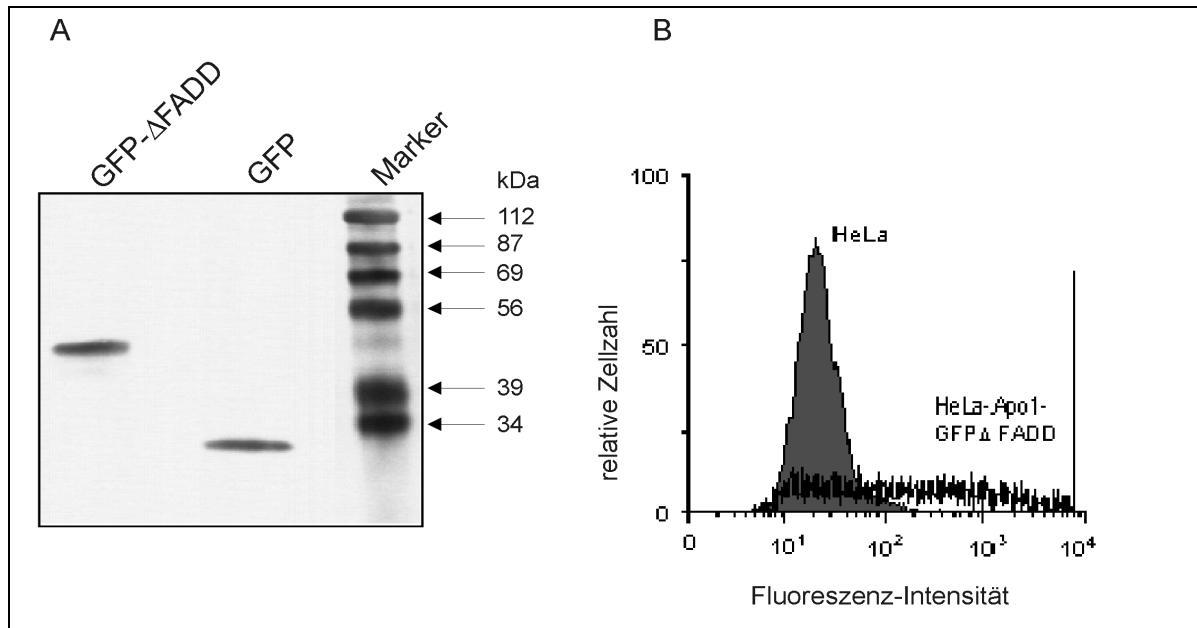 A
GFP-ΔFADD
GFP
Marker
kDa
112
87
69
56
39
34
B
relative Zellzahl
100
50
0
HeLa
HeLa-Apo1-
GFPΔ FADD
0
10¹
10²
10³
10⁴
Fluoreszenz-Intensität